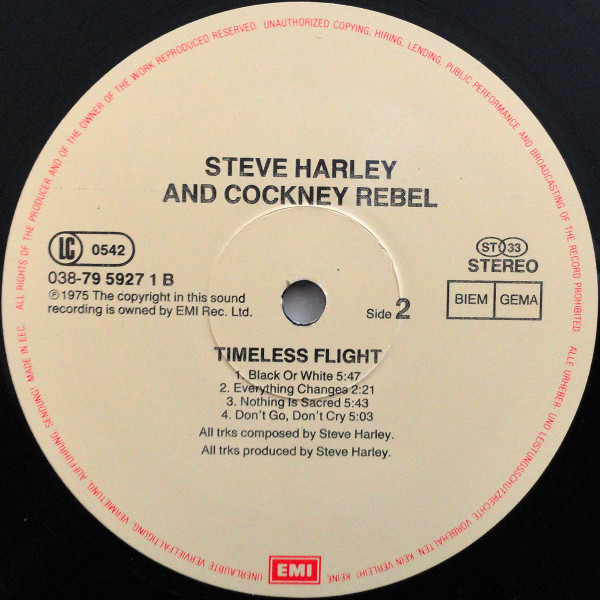 STEVE HARLEY
AND COCKNEY REBEL
LC 0542
038-79 5927 1 B
℗ 1975 The copyright in this sound
recording is owned by EMI Rec. Ltd.
ST 33
STEREO
BIEM GEMA
Side 2
TIMELESS FLIGHT
1. Black Or White 5:47
2. Everything Changes 2:21
3. Nothing Is Sacred 5:43
4. Don't Go, Don't Cry 5:03
All trks composed by Steve Harley.
All trks produced by Steve Harley.
EMI
ALL RIGHTS OF THE PRODUCER AND OF THE OWNER OF THE WORK REPRODUCED RESERVED. UNAUTHORIZED COPYING, HIRING, LENDING, PUBLIC PERFORMANCE AND BROADCASTING OF THE RECORD PROHIBITED. ALLE URHEBER- UND LEISTUNGSSCHUTZRECHTE VORBEHALTEN. KEIN VERLEIH! KEINE UNERLAUBTE VERVIELFÄLTIGUNG, VERMIETUNG, AUFFÜHRUNG, SENDUNG! MADE IN EEC.